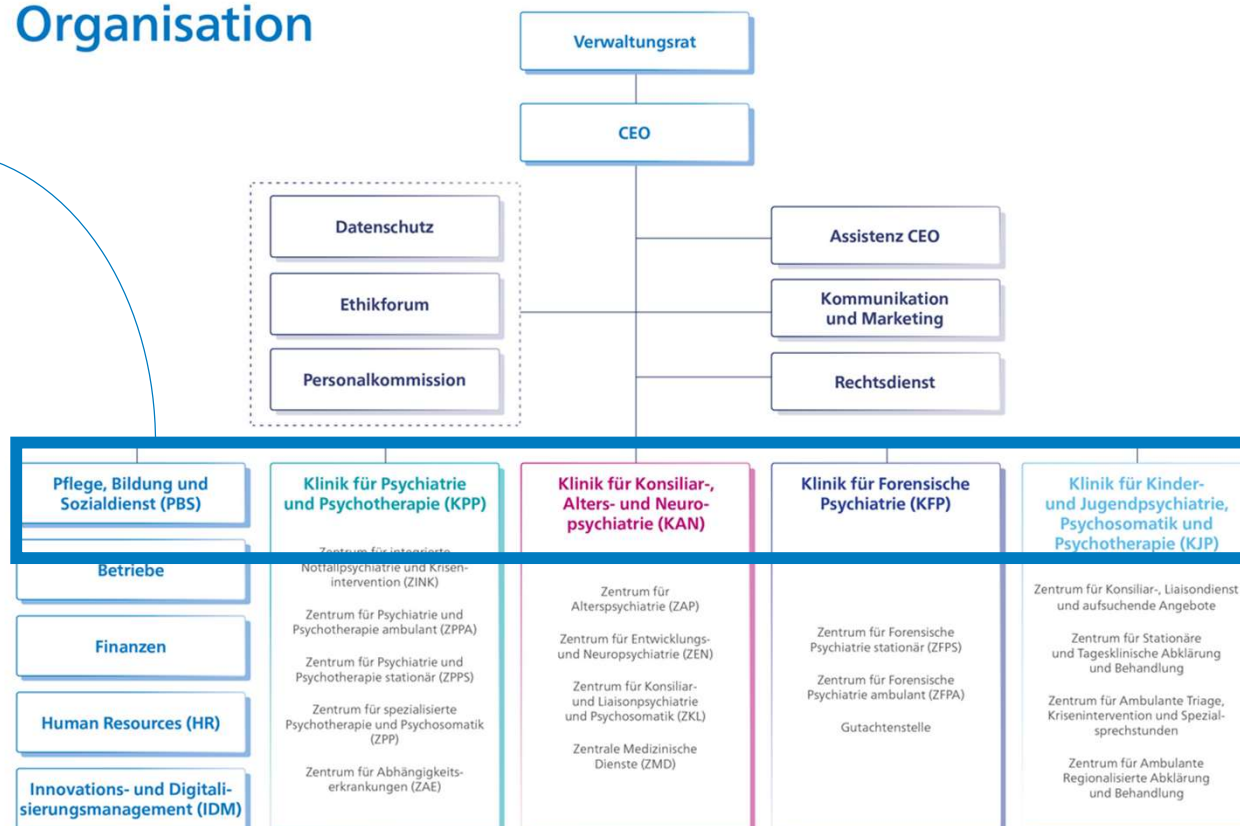 Organisation
Verwaltungsrat
CEO
Datenschutz
Ethikforum
Personalkommission
Assistenz CEO
Kommunikation
und Marketing
Rechtsdienst
Pflege, Bildung und
Sozialdienst (PBS)
Betriebe
Finanzen
Human Resources (HR)
Innovations- und Digitali-
sierungsmanagement (IDM)
Klinik für Psychiatrie
und Psychotherapie (KPP)
Zentrum für integrierte
Notfallpsychiatrie und Krisen-
intervention (ZINK)
Zentrum für Psychiatrie und
Psychotherapie ambulant (ZPPA)
Zentrum für Psychiatrie und
Psychotherapie stationär (ZPPS)
Zentrum für spezialisierte
Psychotherapie und Psychosomatik
(ZPP)
Zentrum für Abhängigkeits-
erkrankungen (ZAE)
Klinik für Konsiliar-,
Alters- und Neuro-
psychiatrie (KAN)
Zentrum für
Alterspsychiatrie (ZAP)
Zentrum für Entwicklungs-
und Neuropsychiatrie (ZEN)
Zentrum für Konsiliar-
und Liaisonpsychiatrie
und Psychosomatik (ZKL)
Zentrale Medizinische
Dienste (ZMD)
Klinik für Forensische
Psychiatrie (KFP)
Zentrum für Forensische
Psychiatrie stationär (ZFPS)
Zentrum für Forensische
Psychiatrie ambulant (ZFPA)
Gutachtenstelle
Klinik für Kinder-
und Jugendpsychiatrie,
Psychosomatik und
Psychotherapie (KJP)
Zentrum für Konsiliar-, Liaisondienst
und aufsuchende Angebote
Zentrum für Stationäre
und Tagesklinische Abklärung
und Behandlung
Zentrum für Ambulante Triage,
Krisenintervention und Spezial-
sprechstunden
Zentrum für Ambulante
Regionalisierte Abklärung
und Behandlung